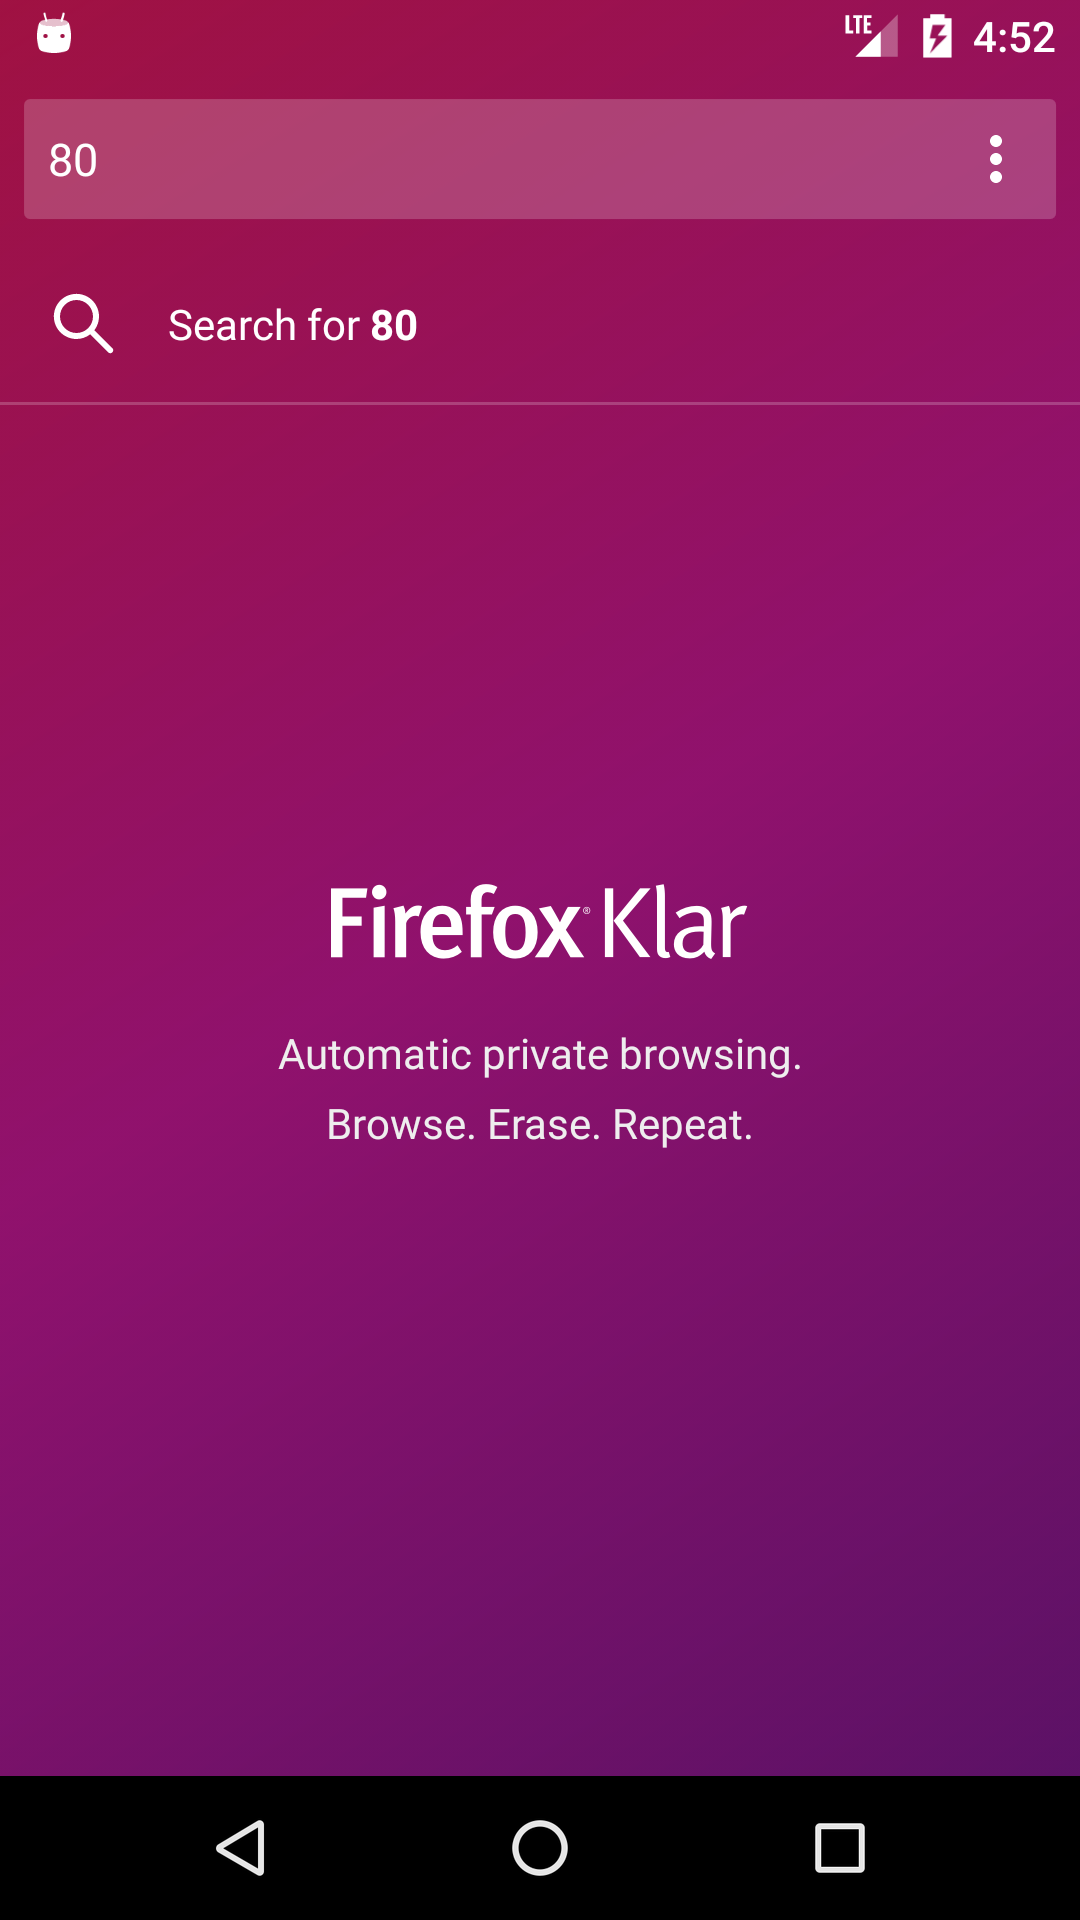 LTE 4:52
80
Search for 80
Firefox® Klar
Automatic private browsing.
Browse. Erase. Repeat.